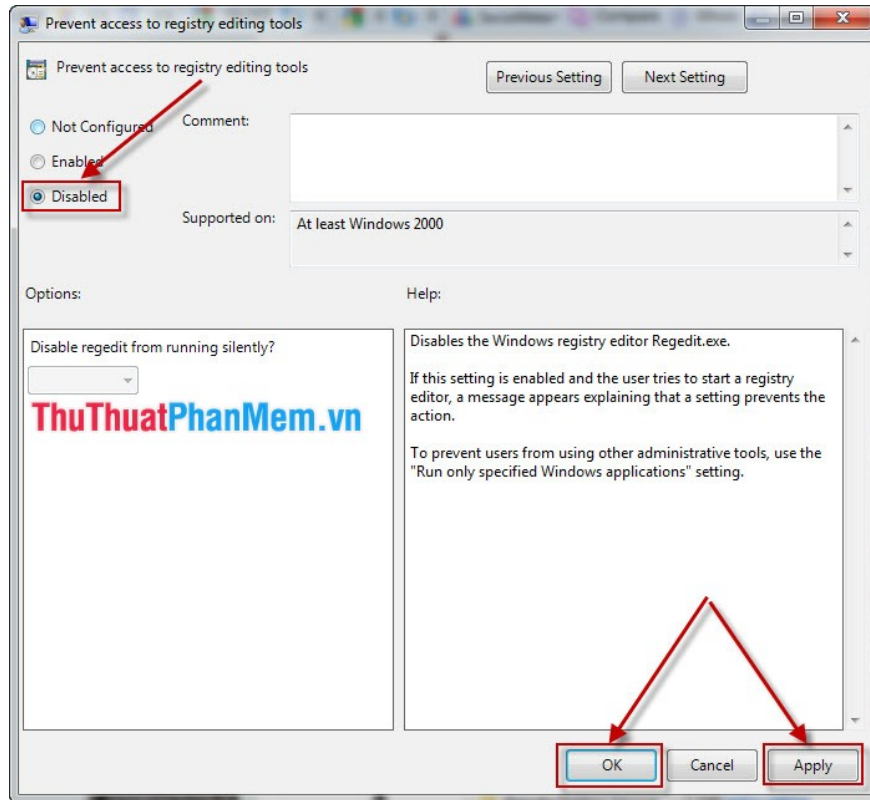 Prevent access to registry editing tools
Prevent access to registry editing tools
Previous Setting
Next Setting
Not Configured
Comment:
Enabled
Disabled
Supported on:
At least Windows 2000
Options:
Help:
Disable regedit from running silently?
ThuThuatPhanMem.vn
Disables the Windows registry editor Regedit.exe.
If this setting is enabled and the user tries to start a registry
editor, a message appears explaining that a setting prevents the
action.
To prevent users from using other administrative tools, use the
"Run only specified Windows applications" setting.
OK
Cancel
Apply